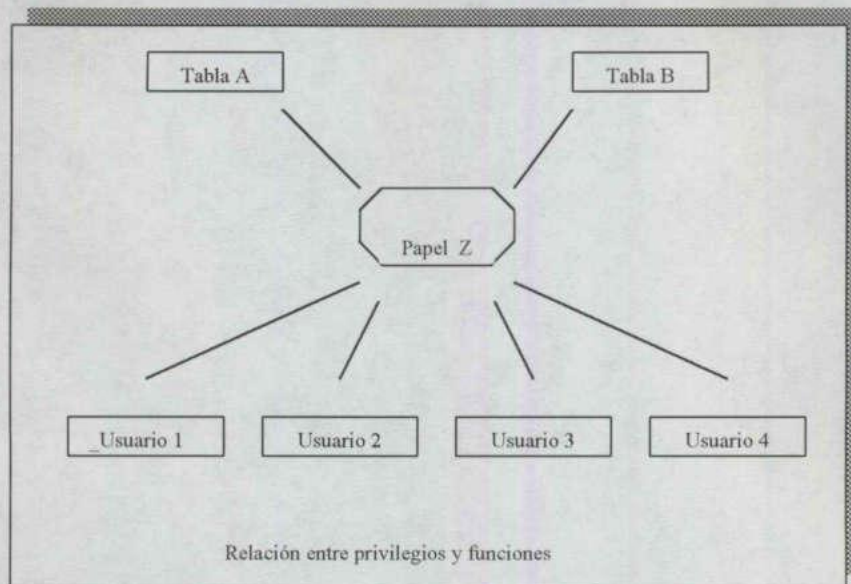 Tabla A
Tabla B
Papel Z
_Usuario 1
Usuario 2
Usuario 3
Usuario 4
Relación entre privilegios y funciones